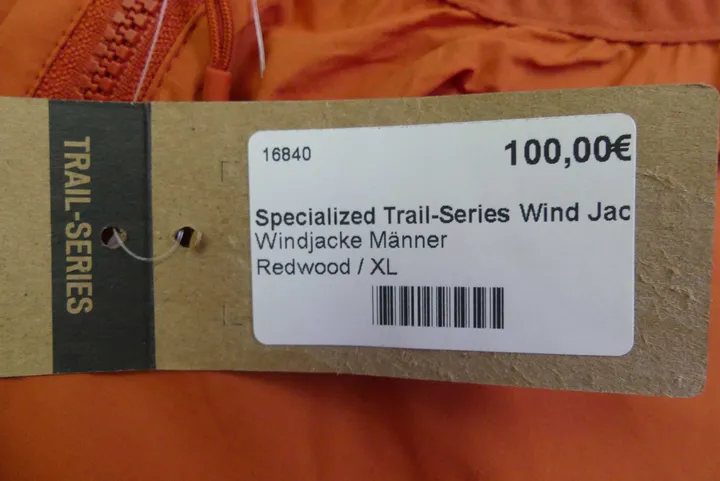 TRAIL-SERIES
16840
100,00€
Specialized Trail-Series Wind Jac
Windjacke Männer
Redwood / XL